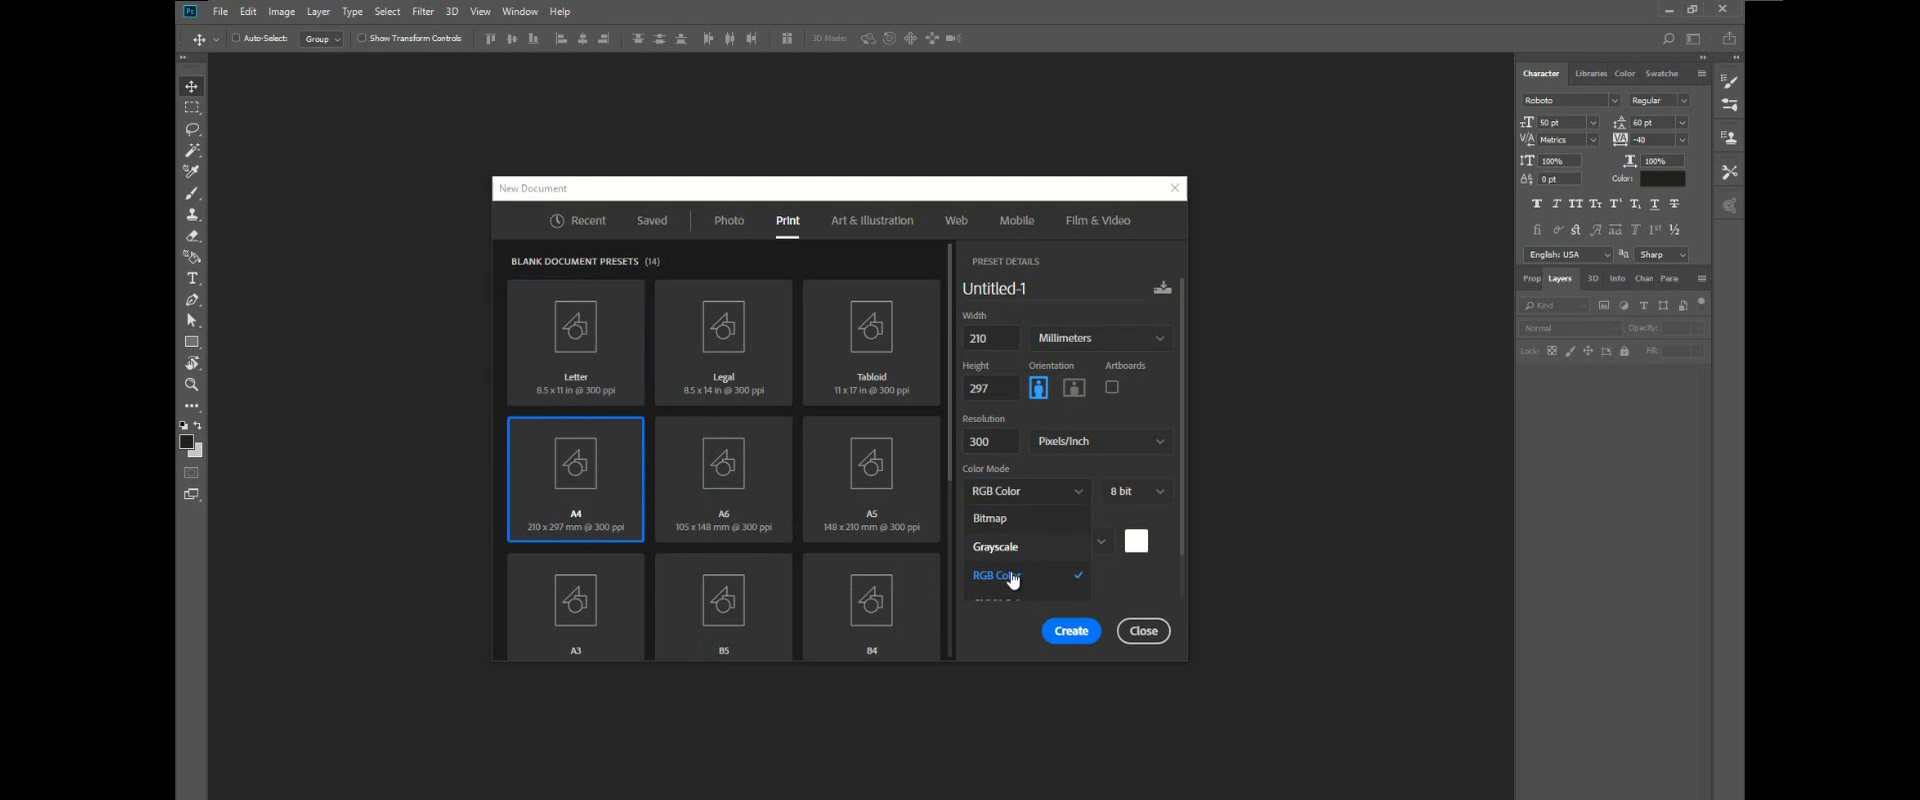 Ps File Edit Image Layer Type Select Filter 3D View Window Help
Auto-Select: Group Show Transform Controls 3D Mode:
New Document
Recent Saved Photo Print Art & Illustration Web Mobile Film & Video
BLANK DOCUMENT PRESETS (14)
Letter
8.5 x 11 in @ 300 ppi
Legal
8.5 x 14 in @ 300 ppi
Tabloid
11 x 17 in @ 300 ppi
A4
210 x 297 mm @ 300 ppi
A6
105 x 148 mm @ 300 ppi
A5
148 x 210 mm @ 300 ppi
A3
B5
B4
PRESET DETAILS
Untitled-1
Width
210 Millimeters
Height Orientation Artboards
297
Resolution
300 Pixels/Inch
Color Mode
RGB Color 8 bit
Bitmap
Grayscale
RGB Color
Create Close
Character Libraries Color Swatche
Roboto Regular
50 pt 60 pt
Metrics -40
100% 100%
0 pt Color:
English: USA Sharp
Prop Layers 3D Info Char Para
Kind
Normal Opacity:
Lock: Fill: